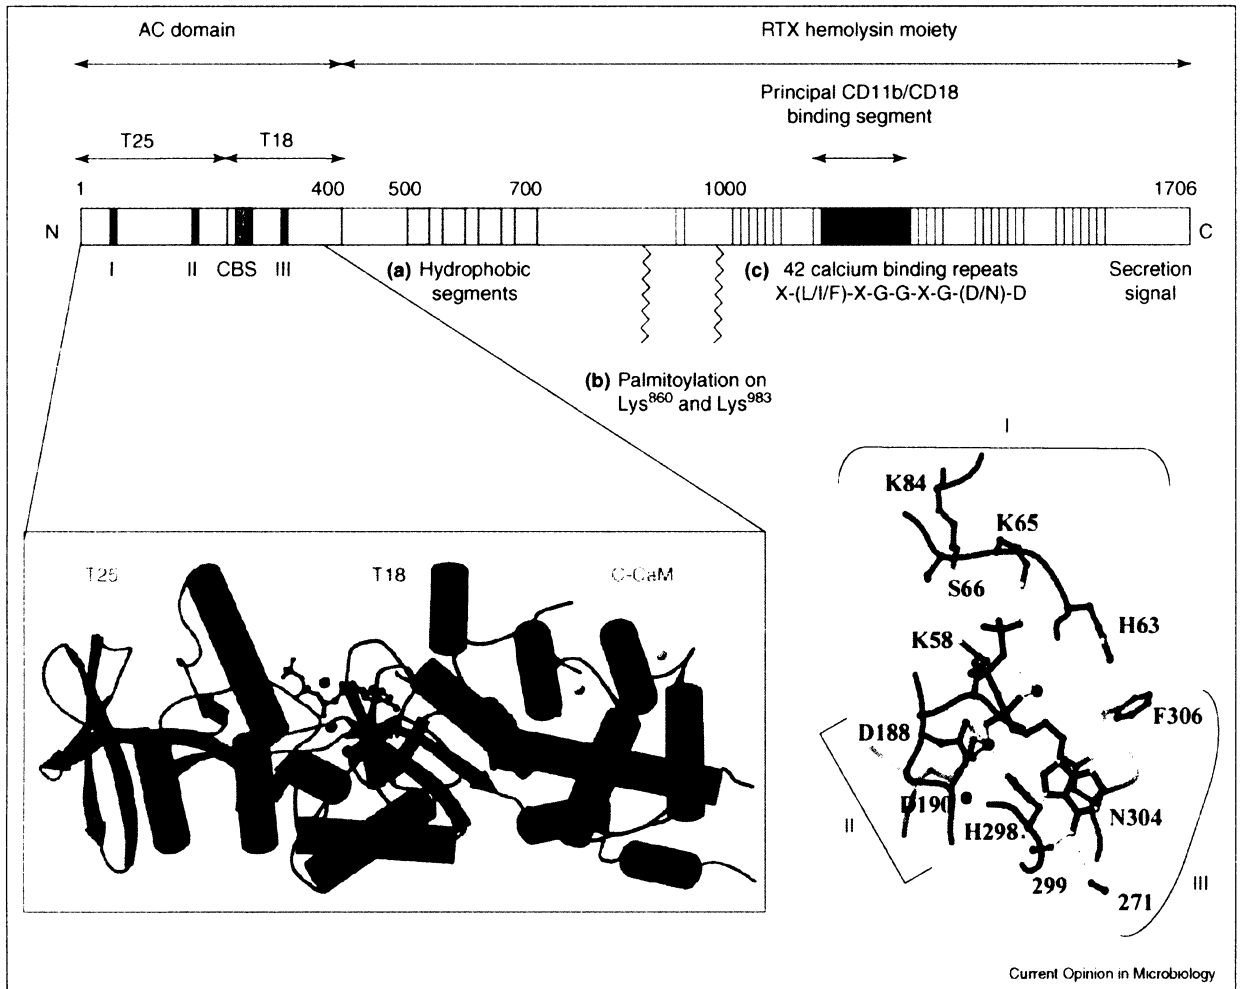 AC domain
RTX hemolysin moiety
Principal CD11b/CD18
binding segment
T25
T18
1
400
500
700
1000
1706
N
C
I
II
CBS
III
(a) Hydrophobic
segments
(c) 42 calcium binding repeats
X-(L/I/F)-X-G-G-X-G-(D/N)-D
Secretion
signal
(b) Palmitoylation on
Lys860 and Lys983
I
K84
K65
S66
H63
K58
F306
D188
D190
N304
H298
II
299
271
III
T25
T18
C-CaM
Current Opinion in Microbiology